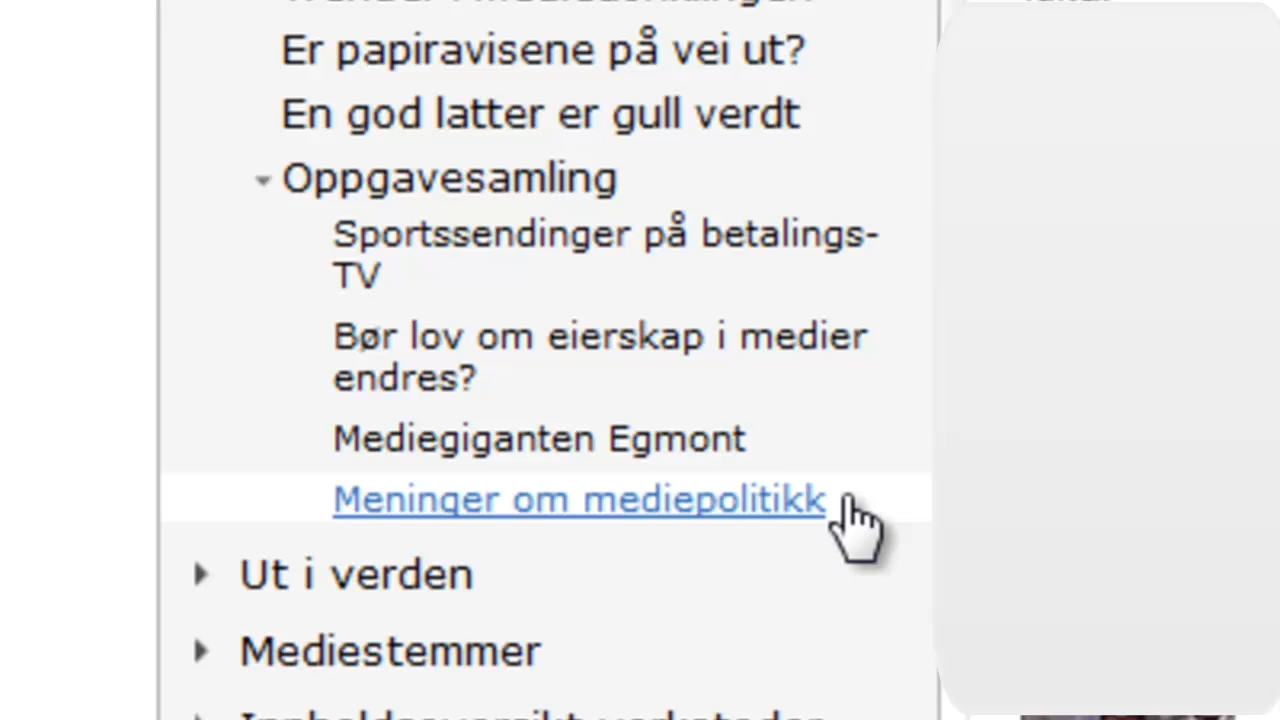 Er papiravisene på vei ut?
En god latter er gull verdt
Oppgavesamling
Sportssendinger på betalings-
TV
Bør lov om eierskap i medier
endres?
Mediegiganten Egmont
Meninger om mediepolitikk
Ut i verden
Mediestemmer